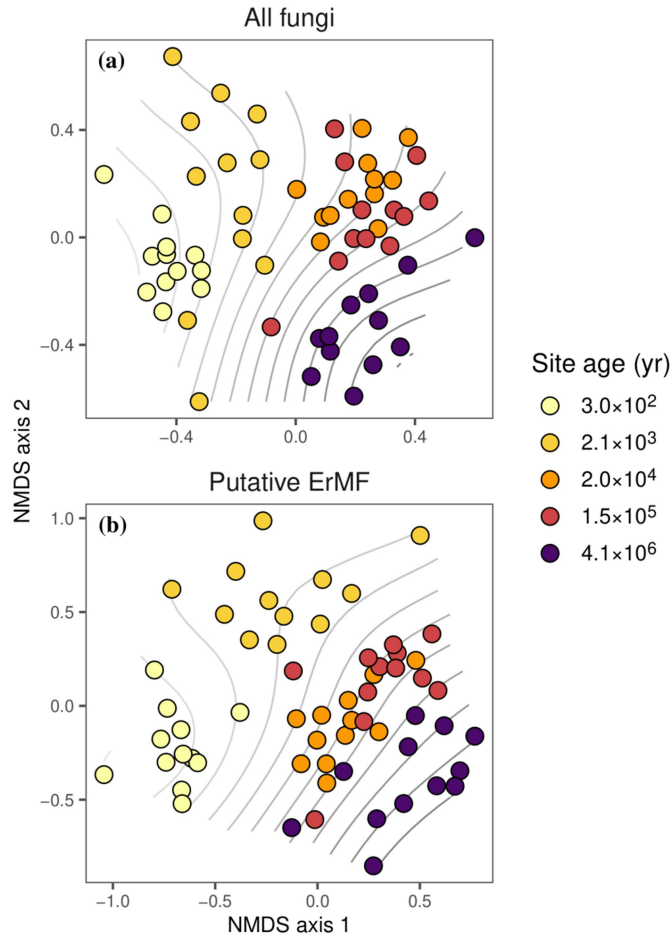 All fungi
(a)
0.4
0.0
−0.4
−0.4 0.0 0.4
NMDS axis 2
Site age (yr)
3.0×10²
2.1×10³
2.0×10⁴
1.5×10⁵
4.1×10⁶
Putative ErMF
(b)
1.0
0.5
0.0
−0.5
−1.0 −0.5 0.0 0.5
NMDS axis 1